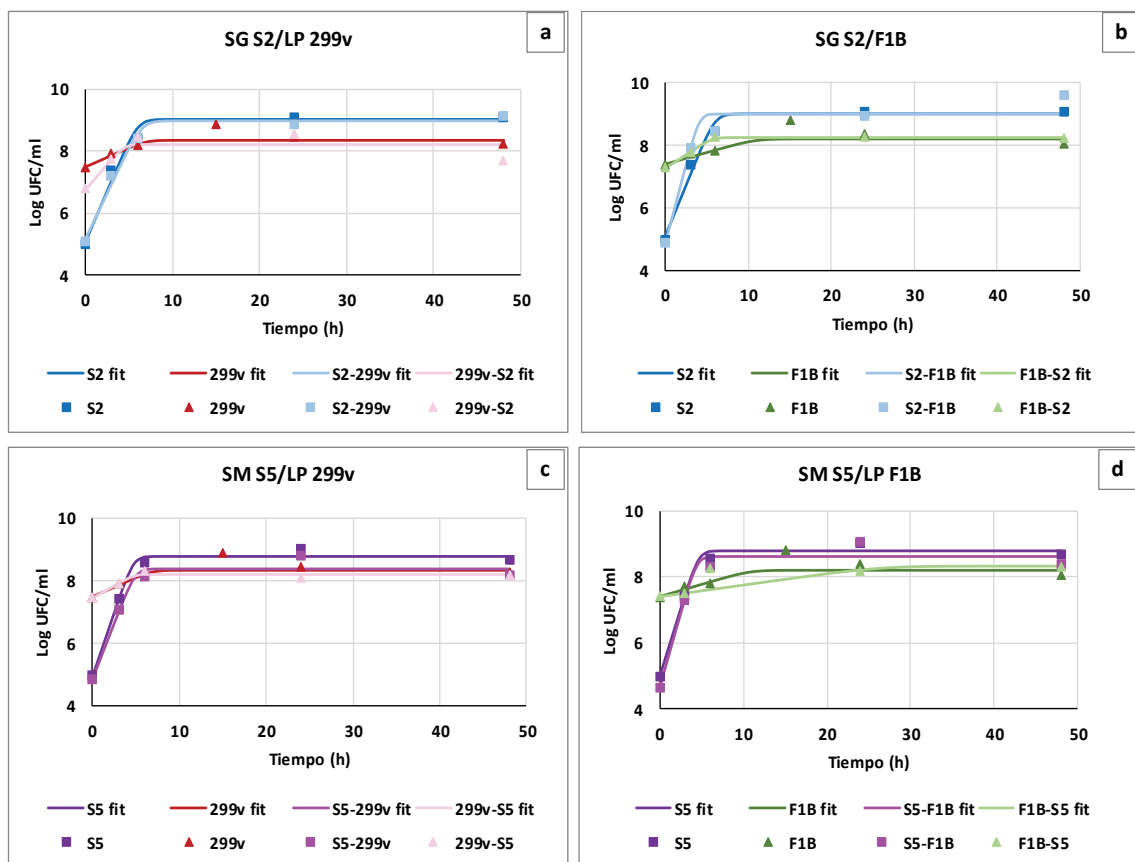 SG S2/LP 299v
a
Log UFC/ml
10
8
6
4
0 10 20 30 40 50
Tiempo (h)
S2 fit 299v fit S2-299v fit 299v-S2 fit
S2 299v S2-299v 299v-S2
SG S2/F1B
b
Log UFC/ml
10
8
6
4
0 10 20 30 40 50
Tiempo (h)
S2 fit F1B fit S2-F1B fit F1B-S2 fit
S2 F1B S2-F1B F1B-S2
SM S5/LP 299v
c
Log UFC/ml
10
8
6
4
0 10 20 30 40 50
Tiempo (h)
S5 fit 299v fit S5-299v fit 299v-S5 fit
S5 299v S5-299v 299v-S5
SM S5/LP F1B
d
Log UFC/ml
10
8
6
4
0 10 20 30 40 50
Tiempo (h)
S5 fit F1B fit S5-F1B fit F1B-S5 fit
S5 F1B S5-F1B F1B-S5